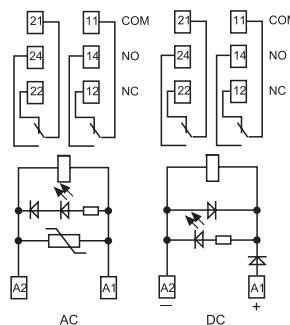 21 11 COM 21 11 COM
24 14 NO 24 14 NO
22 12 NC 22 12 NC
A2 A1 A2 A1
− +
AC DC